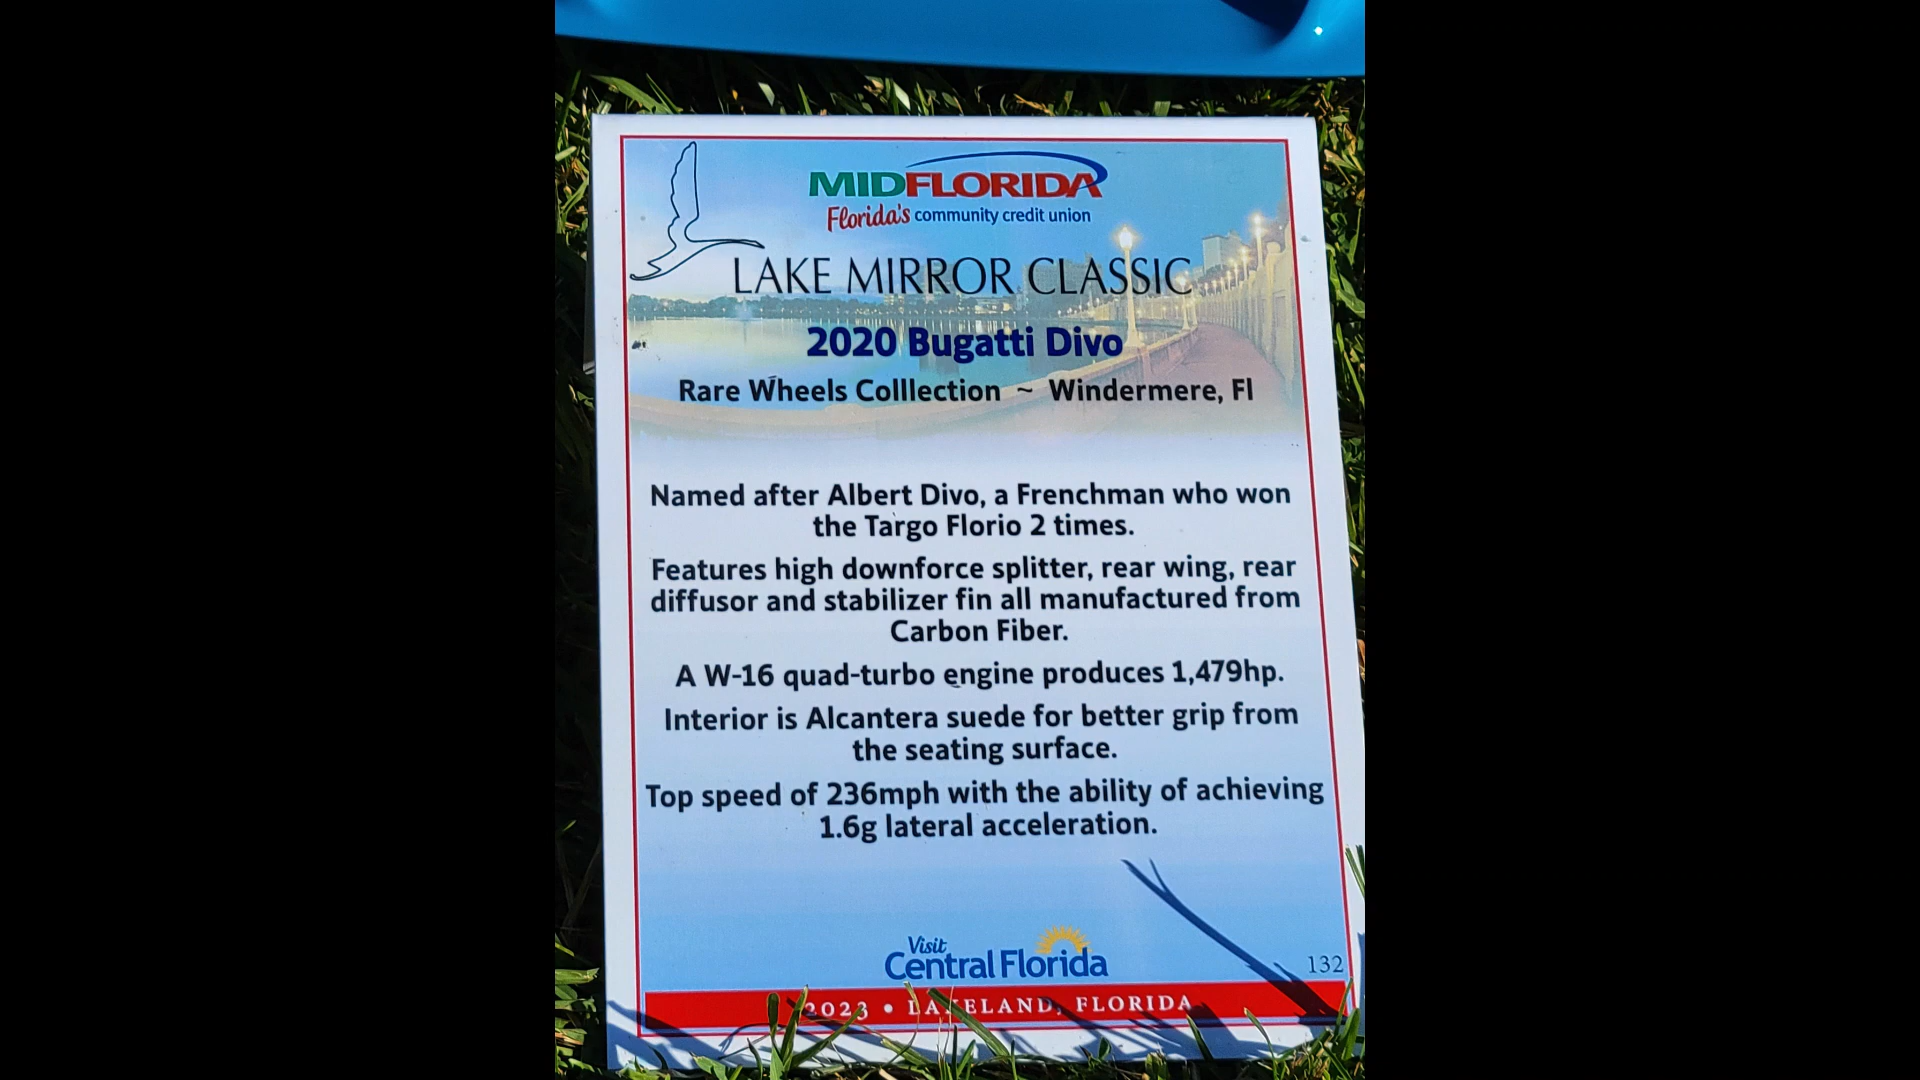 MIDFLORIDA
Florida's community credit union
LAKE MIRROR CLASSIC
2020 Bugatti Divo
Rare Wheels Colllection ~ Windermere, Fl
Named after Albert Divo, a Frenchman who won
the Targo Florio 2 times.
Features high downforce splitter, rear wing, rear
diffusor and stabilizer fin all manufactured from
Carbon Fiber.
A W-16 quad-turbo engine produces 1,479hp.
Interior is Alcantera suede for better grip from
the seating surface.
Top speed of 236mph with the ability of achieving
1.6g lateral acceleration.
Visit
Central Florida
132
2023 • LAKELAND, FLORIDA